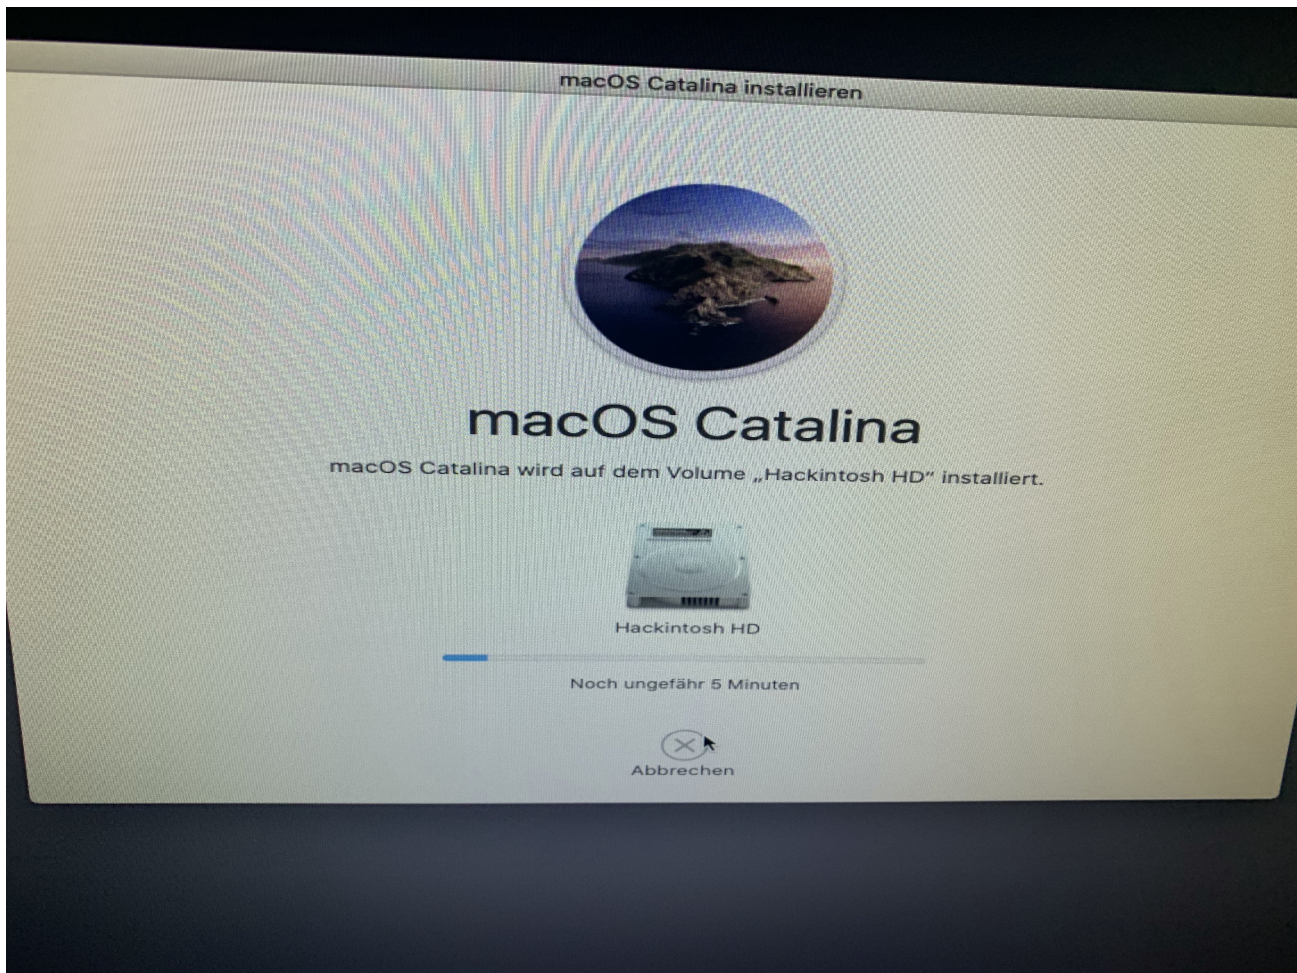 macOS Catalina installieren
macOS Catalina
macOS Catalina wird auf dem Volume „Hackintosh HD“ installiert.
Hackintosh HD
Noch ungefähr 5 Minuten
Abbrechen